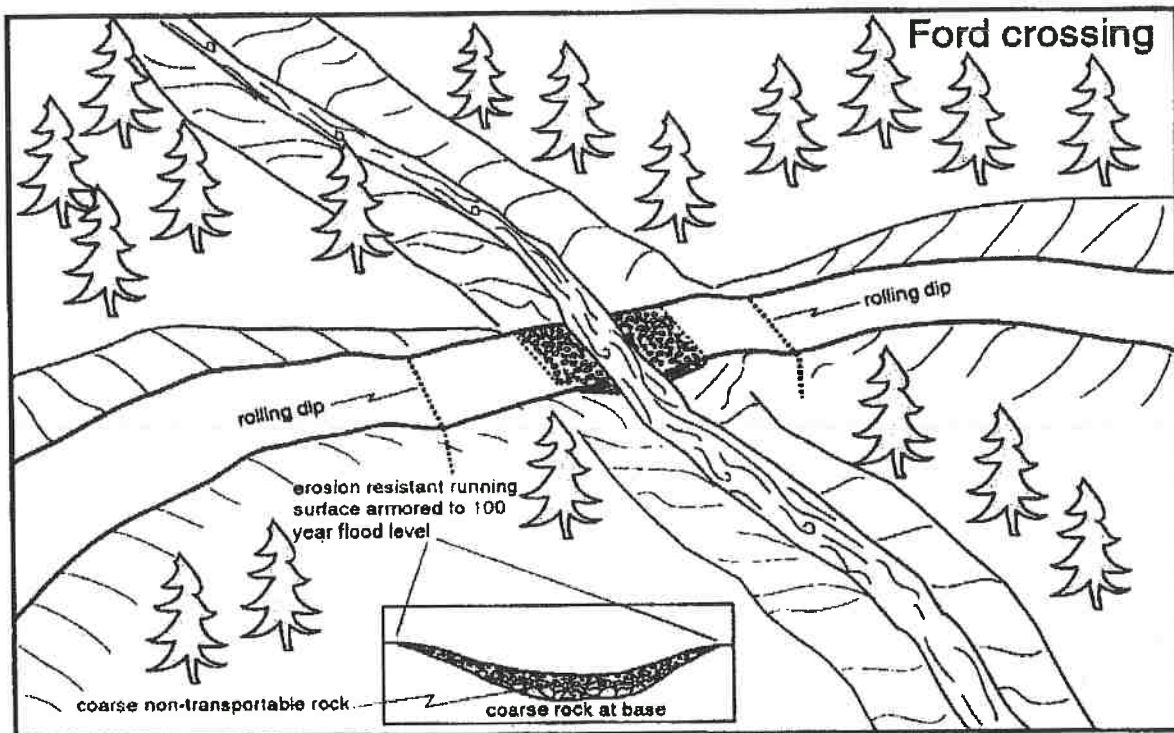 Ford crossing
rolling dip
rolling dip
erosion resistant running
surface armored to 100
year flood level
coarse non-transportable rock
coarse rock at base